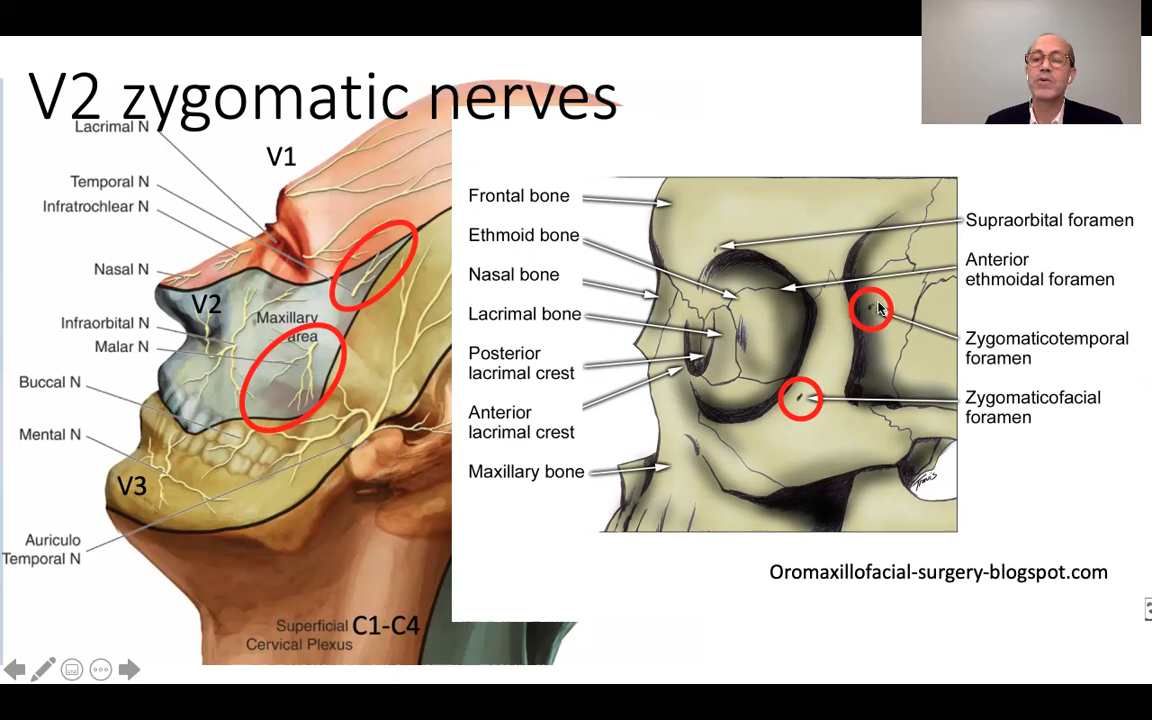 V2 zygomatic nerves
Lacrimal N
V1
Temporal N
Infratrochlear N
Nasal N
V2
Maxillary
area
Infraorbital N
Malar N
Buccal N
Mental N
V3
Auriculo
Temporal N
Superficial
Cervical Plexus
C1-C4
Frontal bone
Ethmoid bone
Nasal bone
Lacrimal bone
Posterior
lacrimal crest
Anterior
lacrimal crest
Maxillary bone
Supraorbital foramen
Anterior
ethmoidal foramen
Zygomaticotemporal
foramen
Zygomaticofacial
foramen
Travis
Oromaxillofacial-surgery-blogspot.com